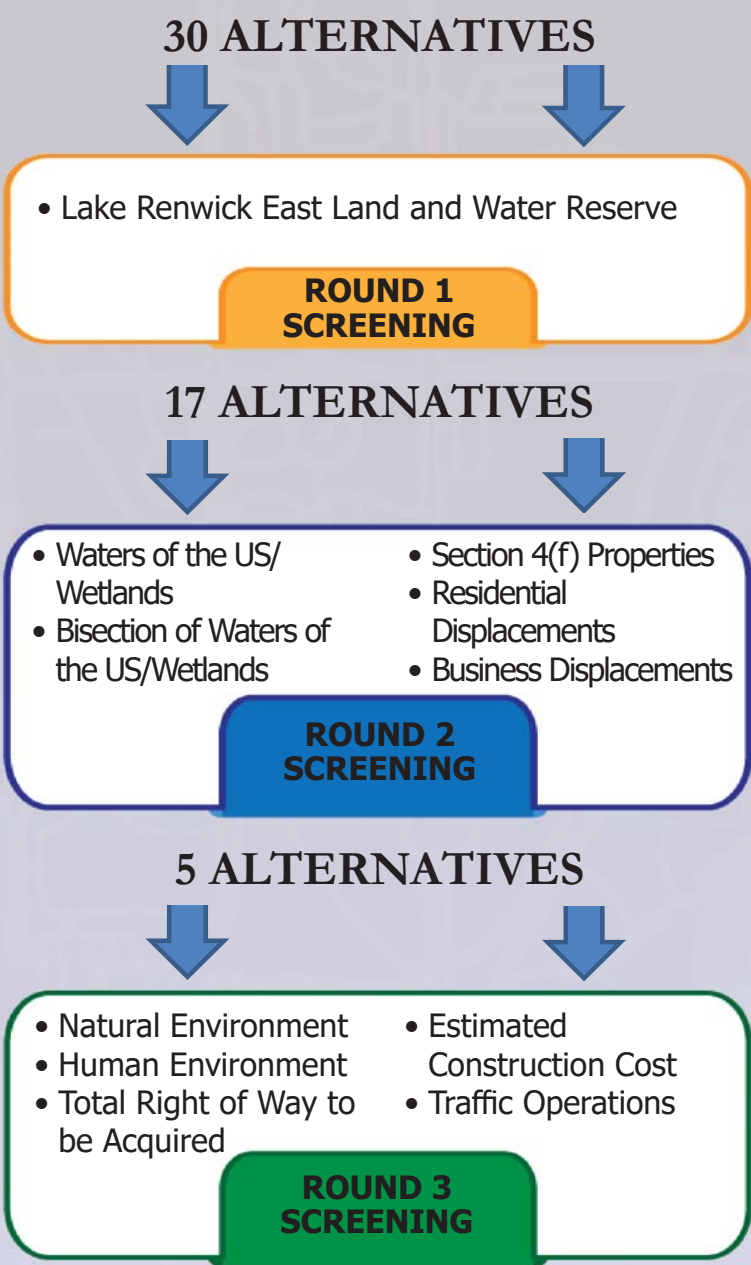 30 ALTERNATIVES
• Lake Renwick East Land and Water Reserve
ROUND 1
SCREENING
17 ALTERNATIVES
• Waters of the US/
Wetlands
• Bisection of Waters of
the US/Wetlands
• Section 4(f) Properties
• Residential
Displacements
• Business Displacements
ROUND 2
SCREENING
5 ALTERNATIVES
• Natural Environment
• Human Environment
• Total Right of Way to
be Acquired
• Estimated
Construction Cost
• Traffic Operations
ROUND 3
SCREENING